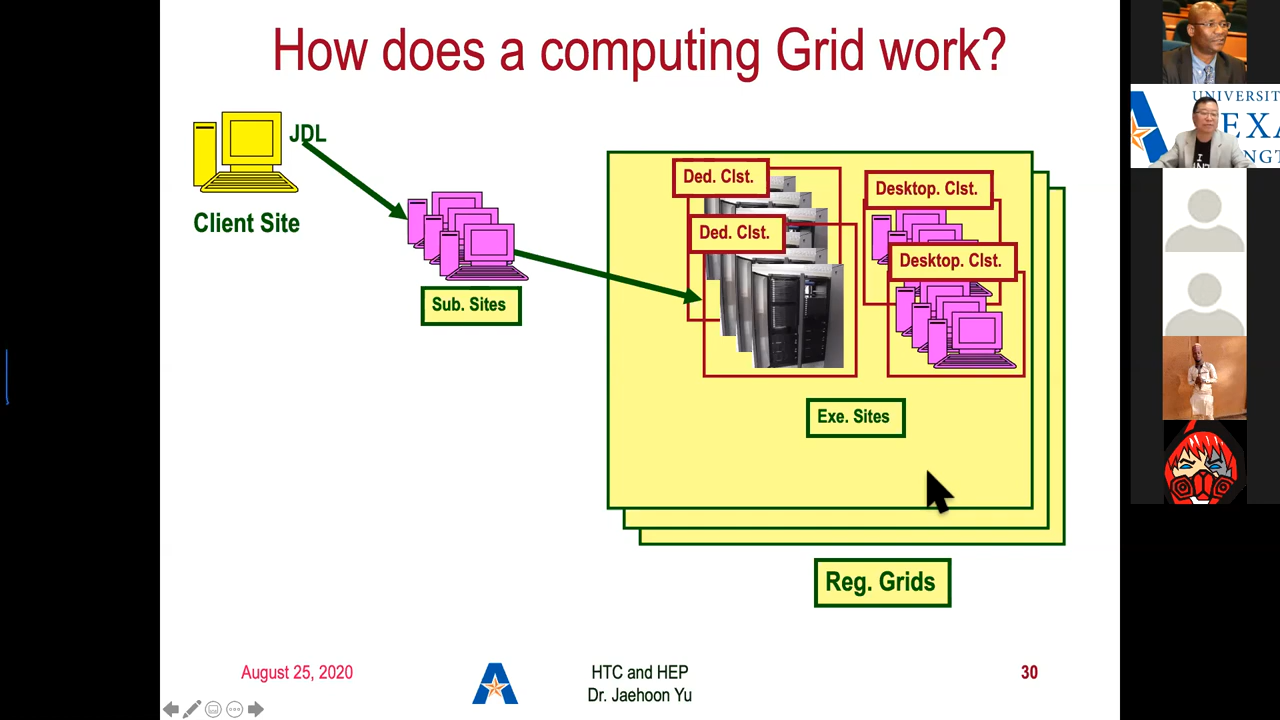 How does a computing Grid work?
JDL
Client Site
Sub. Sites
Ded. Clst.
Ded. Clst.
Desktop. Clst.
Desktop. Clst.
Exe. Sites
Reg. Grids
August 25, 2020
HTC and HEP
Dr. Jaehoon Yu
30
UNIVERSIT
EXA
NGT